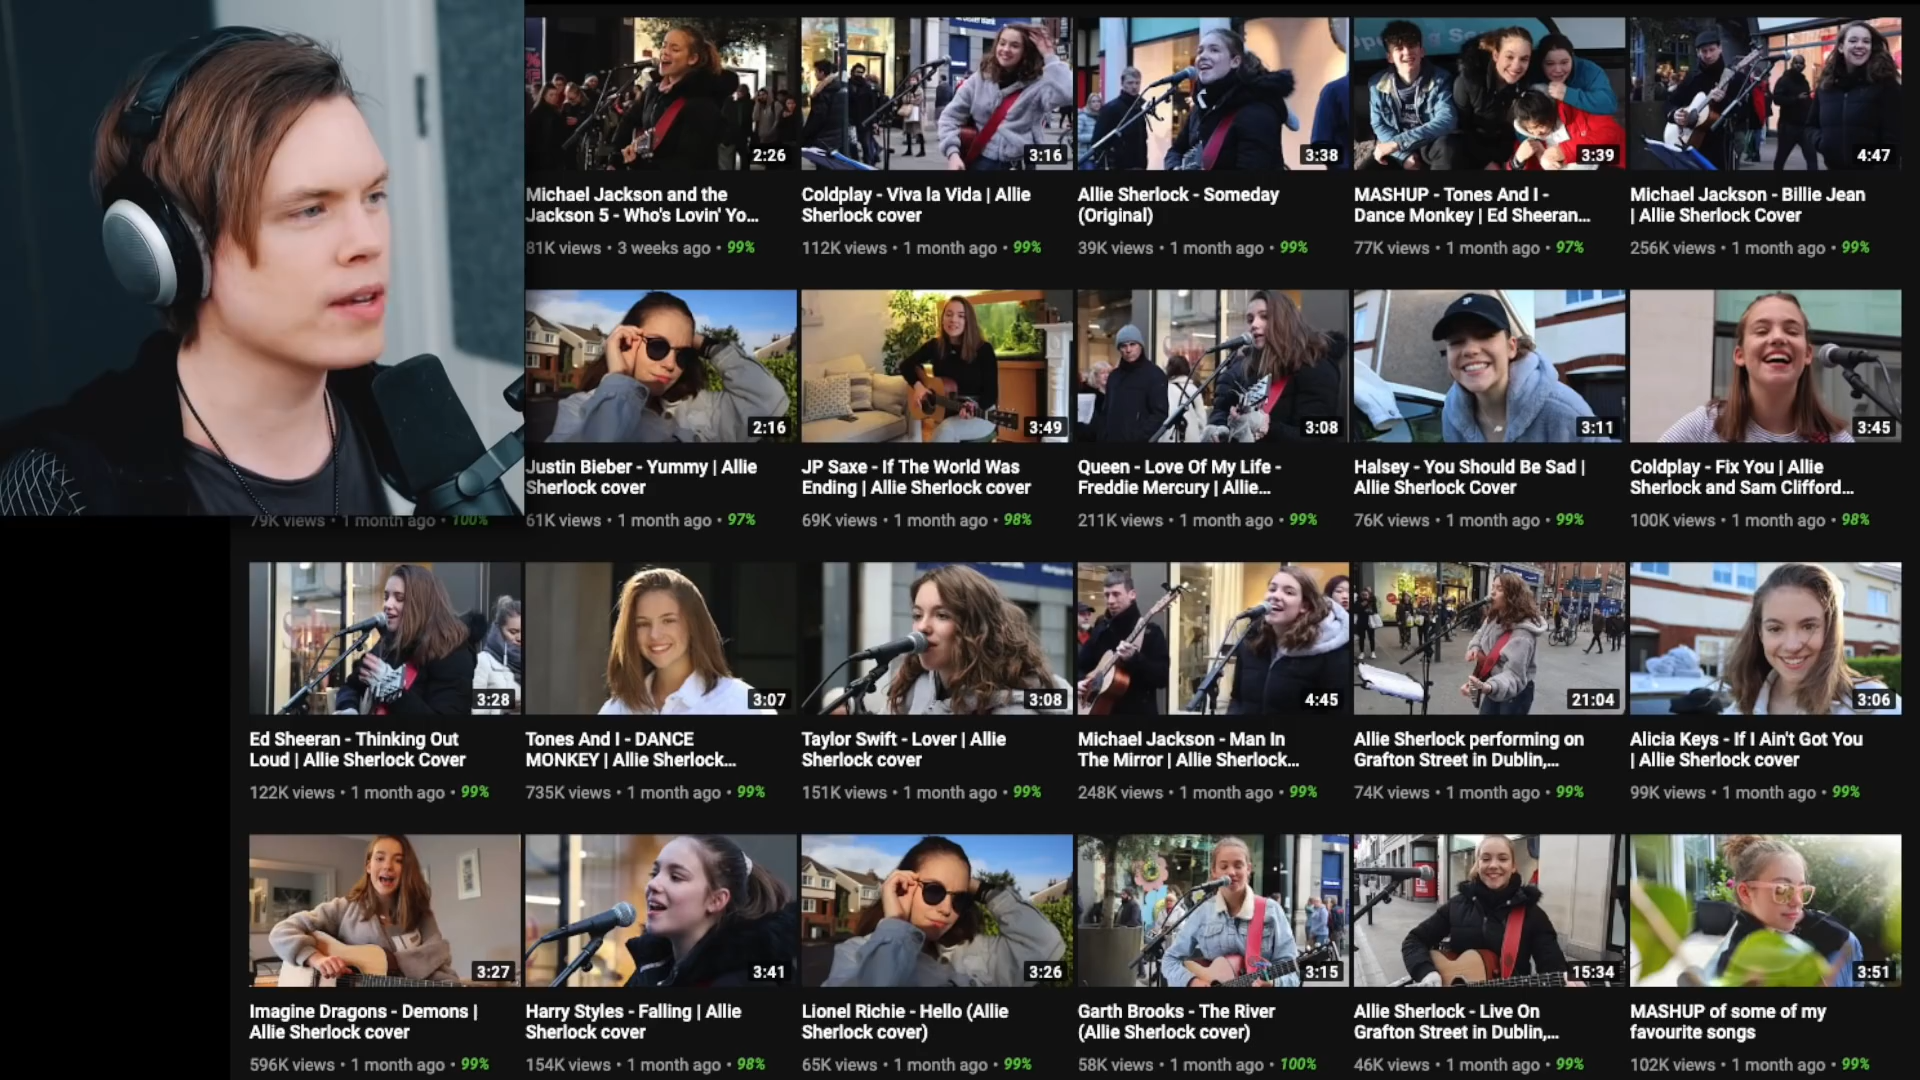 2:26
3:16
3:38
3:39
4:47
Michael Jackson and the
Jackson 5 - Who's Lovin' Yo...
81K views • 3 weeks ago • 99%
Coldplay - Viva la Vida | Allie
Sherlock cover
112K views • 1 month ago • 99%
Allie Sherlock - Someday
(Original)
39K views • 1 month ago • 99%
MASHUP - Tones And I -
Dance Monkey | Ed Sheeran...
77K views • 1 month ago • 97%
Michael Jackson - Billie Jean
| Allie Sherlock Cover
256K views • 1 month ago • 99%
2:16
3:49
3:08
3:11
3:45
79K views • 1 month ago • 100%
Justin Bieber - Yummy | Allie
Sherlock cover
61K views • 1 month ago • 97%
JP Saxe - If The World Was
Ending | Allie Sherlock cover
69K views • 1 month ago • 98%
Queen - Love Of My Life -
Freddie Mercury | Allie...
211K views • 1 month ago • 99%
Halsey - You Should Be Sad |
Allie Sherlock Cover
76K views • 1 month ago • 99%
Coldplay - Fix You | Allie
Sherlock and Sam Clifford...
100K views • 1 month ago • 98%
3:28
3:07
3:08
4:45
21:04
3:06
Ed Sheeran - Thinking Out
Loud | Allie Sherlock Cover
122K views • 1 month ago • 99%
Tones And I - DANCE
MONKEY | Allie Sherlock...
735K views • 1 month ago • 99%
Taylor Swift - Lover | Allie
Sherlock cover
151K views • 1 month ago • 99%
Michael Jackson - Man In
The Mirror | Allie Sherlock...
248K views • 1 month ago • 99%
Allie Sherlock performing on
Grafton Street in Dublin,...
74K views • 1 month ago • 99%
Alicia Keys - If I Ain't Got You
| Allie Sherlock cover
99K views • 1 month ago • 99%
3:27
3:41
3:26
3:15
15:34
3:51
Imagine Dragons - Demons |
Allie Sherlock cover
596K views • 1 month ago • 99%
Harry Styles - Falling | Allie
Sherlock cover
154K views • 1 month ago • 98%
Lionel Richie - Hello (Allie
Sherlock cover)
65K views • 1 month ago • 99%
Garth Brooks - The River
(Allie Sherlock cover)
58K views • 1 month ago • 100%
Allie Sherlock - Live On
Grafton Street in Dublin,...
46K views • 1 month ago • 99%
MASHUP of some of my
favourite songs
102K views • 1 month ago • 99%